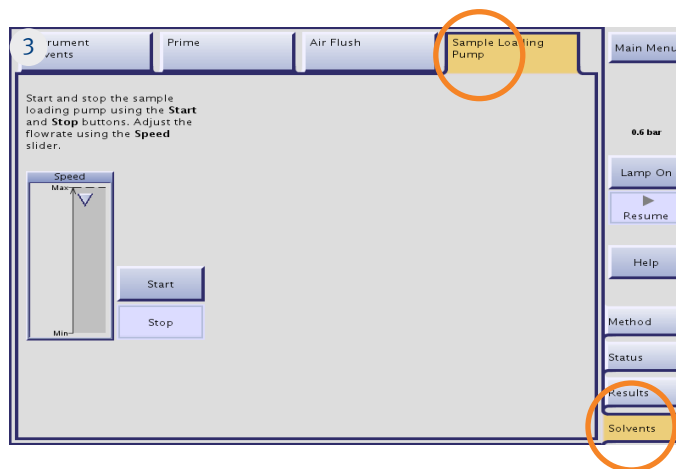 3
rument
vents
Prime
Air Flush
Sample Loading
Pump
Main Menu
Start and stop the sample
loading pump using the Start
and Stop buttons. Adjust the
flowrate using the Speed
slider.
0.6 bar
Speed
Max
Min
Start
Stop
Lamp On
Resume
Help
Method
Status
Results
Solvents